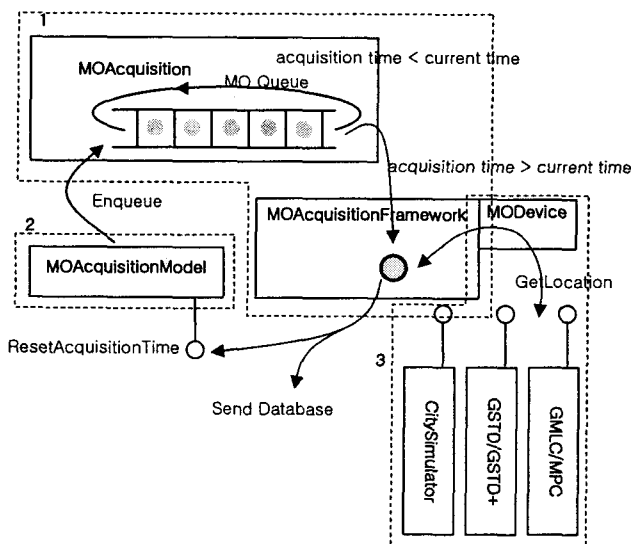 1
acquisition time < current time
MOAcquisition
MO Queue
acquisition time > current time
Enqueue
MOAcquisitionFramework
MODevice
2
MOAcquisitionModel
GetLocation
ResetAcquisitionTime
3
Send Database
CitySimulator
GSTD/GSTD+
GMLC/MPC